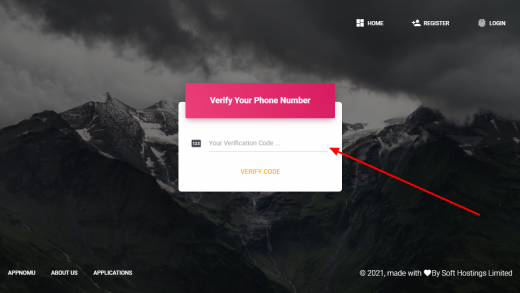 HOME REGISTER LOGIN
Verify Your Phone Number
123 Your Verification Code ...
VERIFY CODE
APPNOMU ABOUT US APPLICATIONS © 2021, made with ♥By Soft Hostings Limited